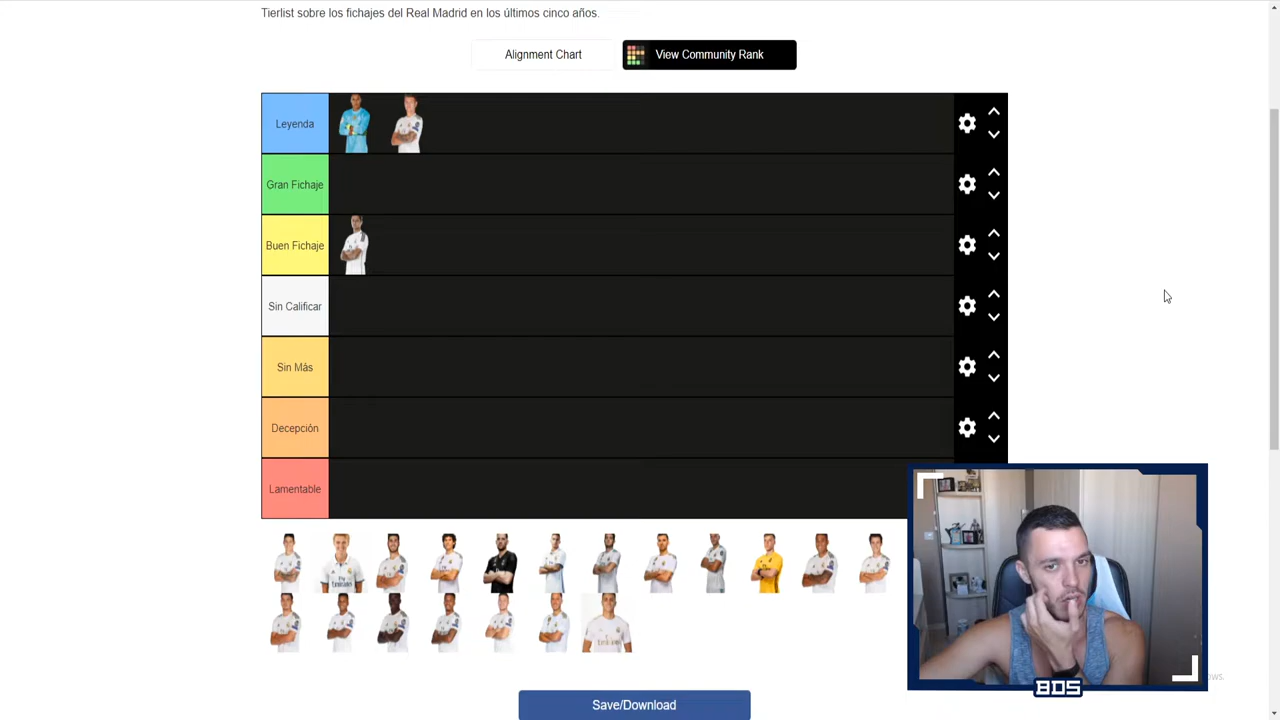 Tierlist sobre los fichajes del Real Madrid en los últimos cinco años.
Alignment Chart
View Community Rank
Leyenda
Gran Fichaje
Buen Fichaje
Sin Calificar
Sin Más
Decepción
Lamentable
Save/Download